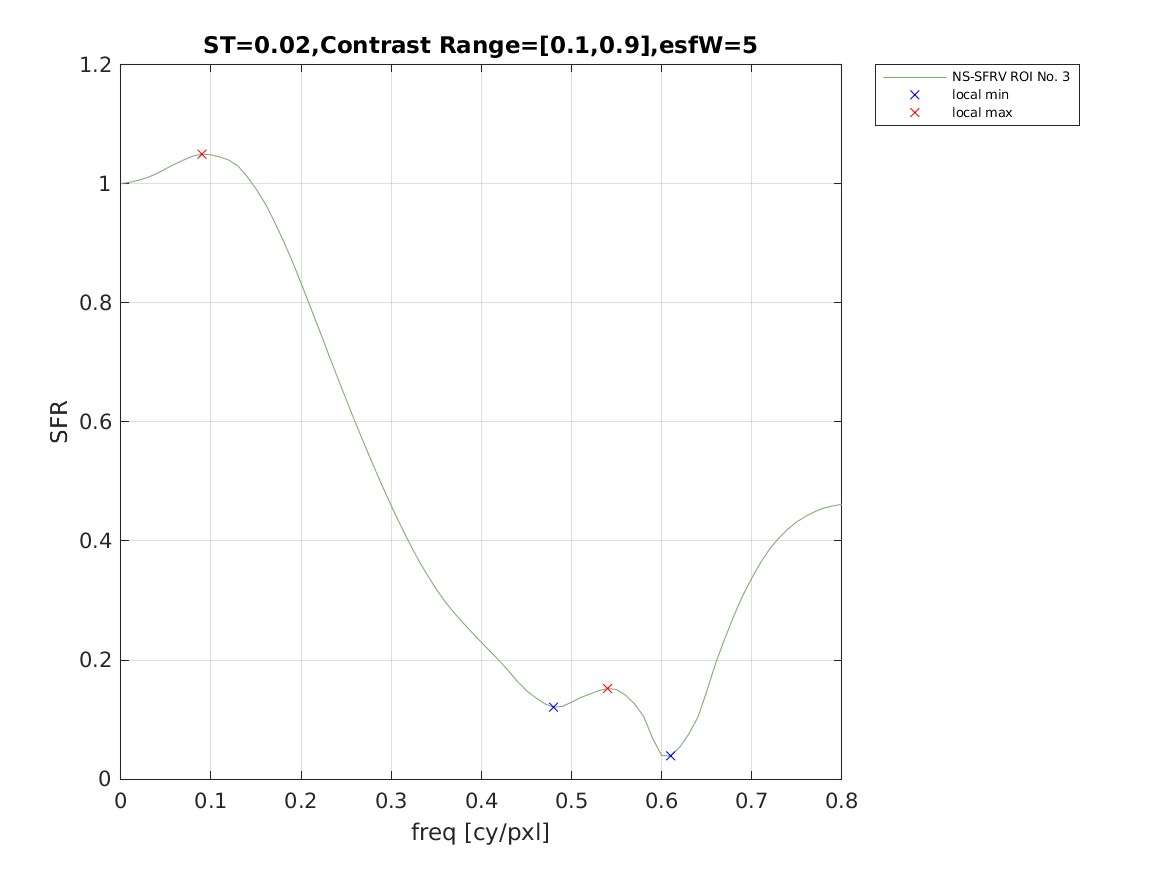 ST=0.02,Contrast Range=[0.1,0.9],esfW=5
NS-SFRV ROI No. 3
local min
local max
SFR
1.2
1
0.8
0.6
0.4
0.2
0
0 0.1 0.2 0.3 0.4 0.5 0.6 0.7 0.8
freq [cy/pxl]